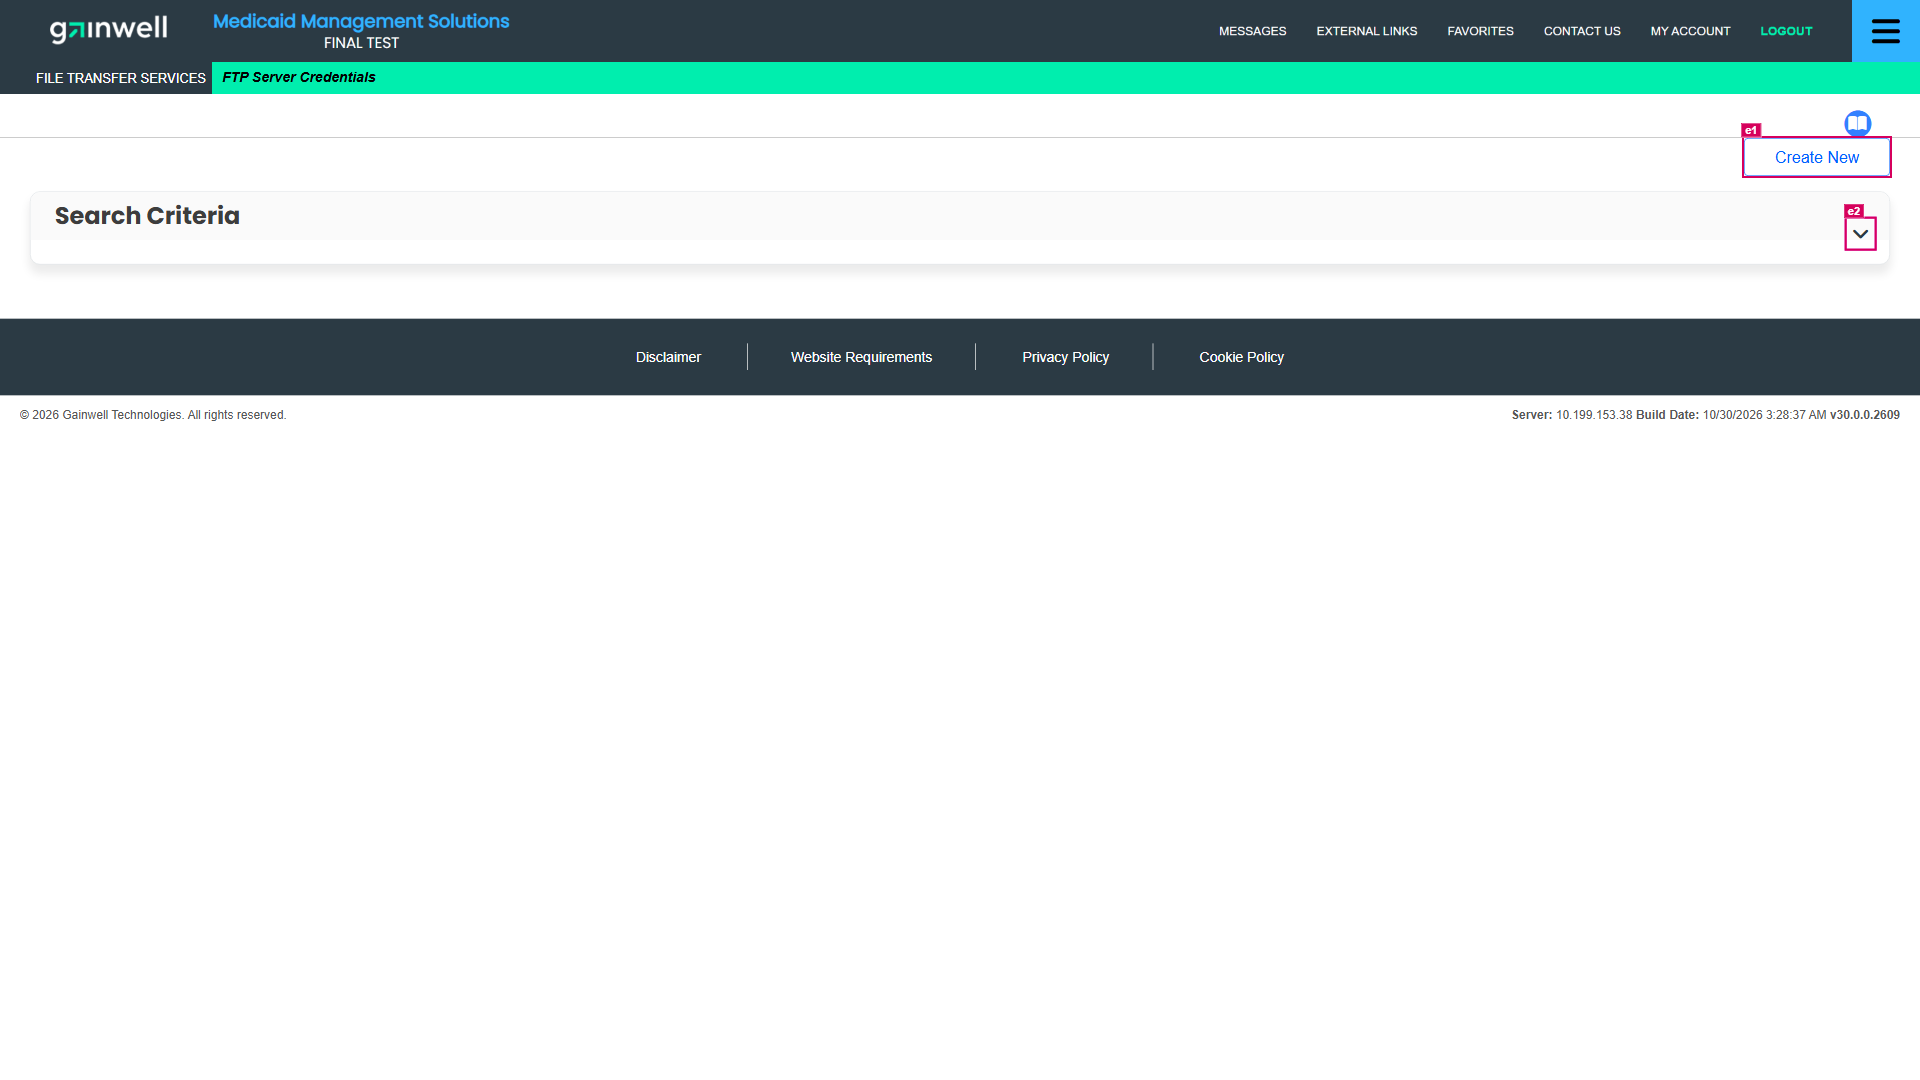 gainwell
Medicaid Management Solutions
FINAL TEST
MESSAGES
EXTERNAL LINKS
FAVORITES
CONTACT US
MY ACCOUNT
LOGOUT
FILE TRANSFER SERVICES
FTP Server Credentials
e1
Create New
Search Criteria
e2
Disclaimer
Website Requirements
Privacy Policy
Cookie Policy
© 2026 Gainwell Technologies. All rights reserved.
Server: 10.199.153.38 Build Date: 10/30/2026 3:28:37 AM v30.0.0.2609